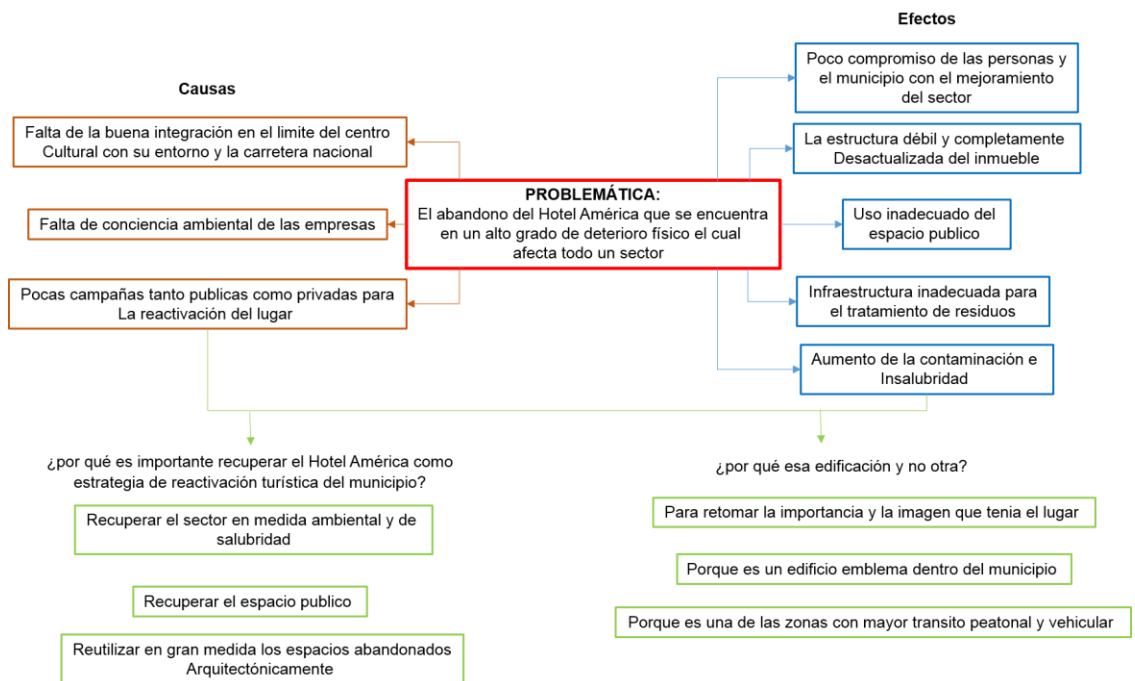 Efectos
Poco compromiso de las personas y
el municipio con el mejoramiento
del sector
Causas
Falta de la buena integración en el limite del centro
Cultural con su entorno y la carretera nacional
La estructura débil y completamente
Desactualizada del inmueble
PROBLEMÁTICA:
El abandono del Hotel América que se encuentra
en un alto grado de deterioro físico el cual
afecta todo un sector
Falta de conciencia ambiental de las empresas
Uso inadecuado del
espacio publico
Pocas campañas tanto publicas como privadas para
La reactivación del lugar
Infraestructura inadecuada para
el tratamiento de residuos
Aumento de la contaminación e
Insalubridad
¿por qué es importante recuperar el Hotel América como
estrategia de reactivación turística del municipio?
Recuperar el sector en medida ambiental y de
salubridad
Recuperar el espacio publico
Reutilizar en gran medida los espacios abandonados
Arquitectónicamente
¿por qué esa edificación y no otra?
Para retomar la importancia y la imagen que tenia el lugar
Porque es un edificio emblema dentro del municipio
Porque es una de las zonas con mayor transito peatonal y vehicular